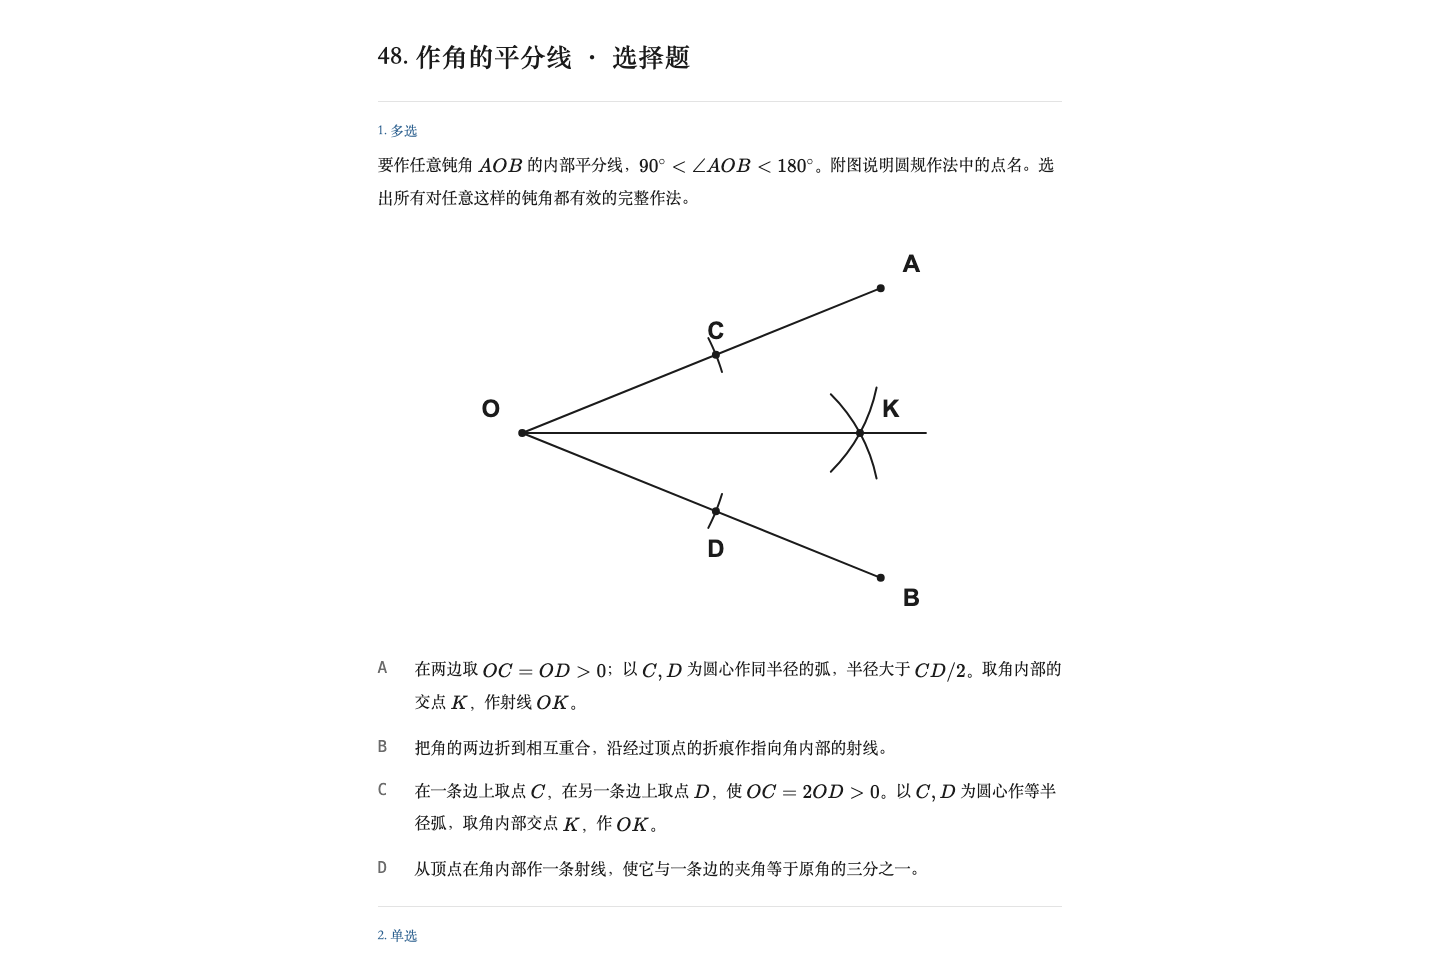 48. 作角的平分线 · 选择题
1. 多选
要作任意钝角 AOB 的内部平分线，90° < ∠AOB < 180°。附图说明圆规作法中的点名。选
出所有对任意这样的钝角都有效的完整作法。
A
C
O
K
D
B
A 在两边取 OC = OD > 0；以 C, D 为圆心作同半径的弧，半径大于 CD/2。取角内部的
交点 K，作射线 OK。
B 把角的两边折到相互重合，沿经过顶点的折痕作指向角内部的射线。
C 在一条边上取点 C，在另一条边上取点 D，使 OC = 2OD > 0。以 C, D 为圆心作等半
径弧，取角内部交点 K，作 OK。
D 从顶点在角内部作一条射线，使它与一条边的夹角等于原角的三分之一。
2. 单选